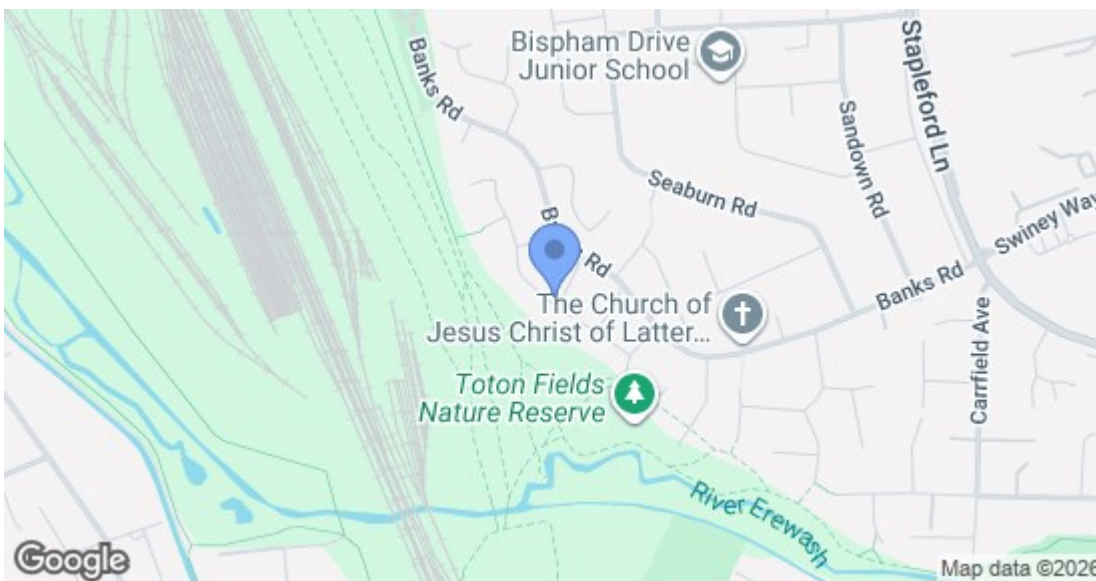 Banks Rd
Bispham Drive
Junior School
Stapleford Ln
Sandown Rd
Seaburn Rd
Swiney Way
Rd
Banks Rd
The Church of
Jesus Christ of Latter...
Carrfield Ave
Toton Fields
Nature Reserve
River Erewash
Google
Map data ©2026